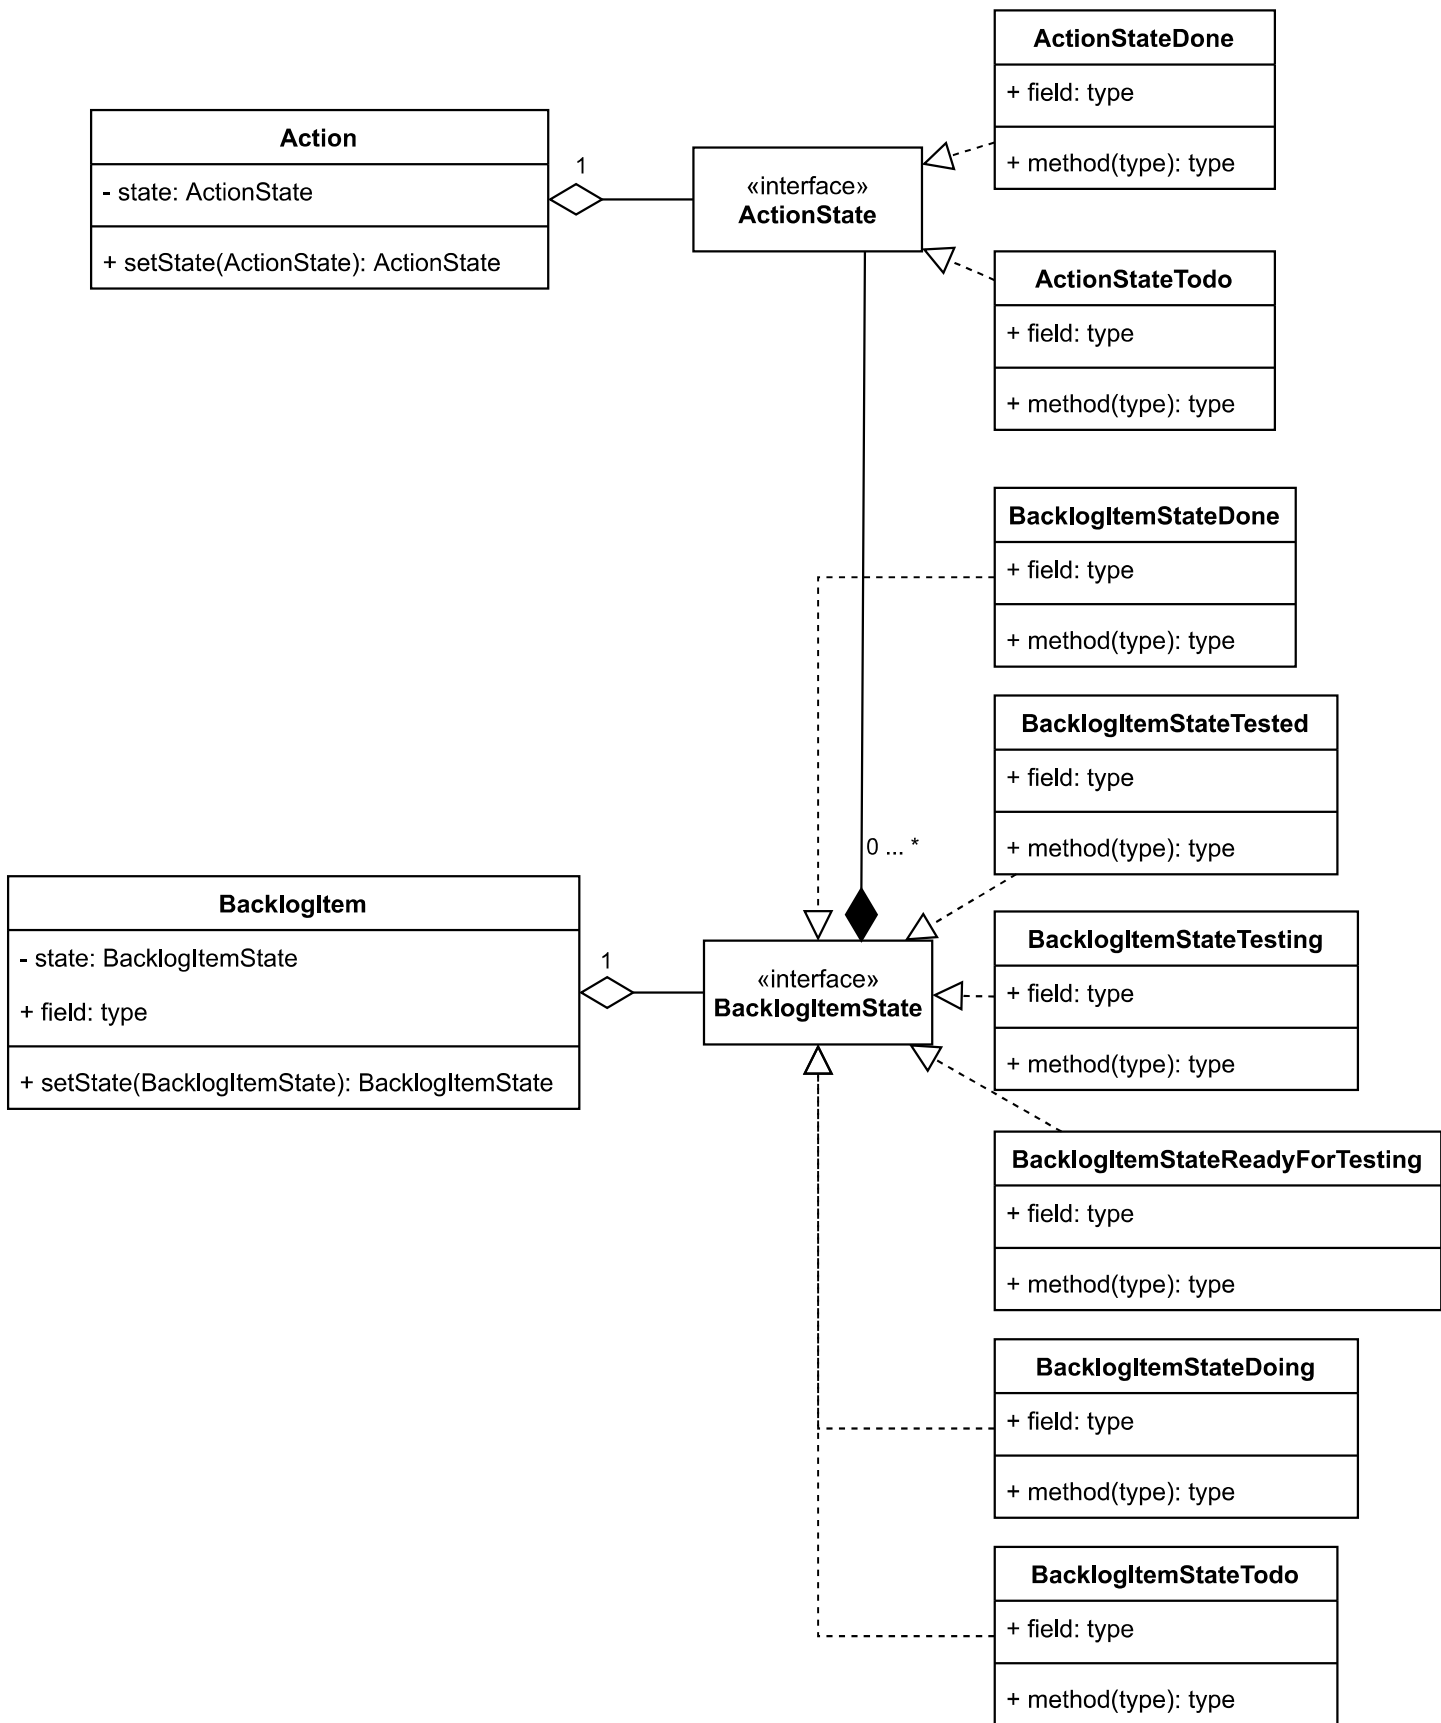 ActionStateDone
+ field: type
+ method(type): type
Action
- state: ActionState
+ setState(ActionState): ActionState
1
«interface»
ActionState
ActionStateTodo
+ field: type
+ method(type): type
BacklogItemStateDone
+ field: type
+ method(type): type
BacklogItemStateTested
+ field: type
+ method(type): type
0 ... *
BacklogItem
- state: BacklogItemState
+ field: type
+ setState(BacklogItemState): BacklogItemState
1
«interface»
BacklogItemState
BacklogItemStateTesting
+ field: type
+ method(type): type
BacklogItemStateReadyForTesting
+ field: type
+ method(type): type
BacklogItemStateDoing
+ field: type
+ method(type): type
BacklogItemStateTodo
+ field: type
+ method(type): type